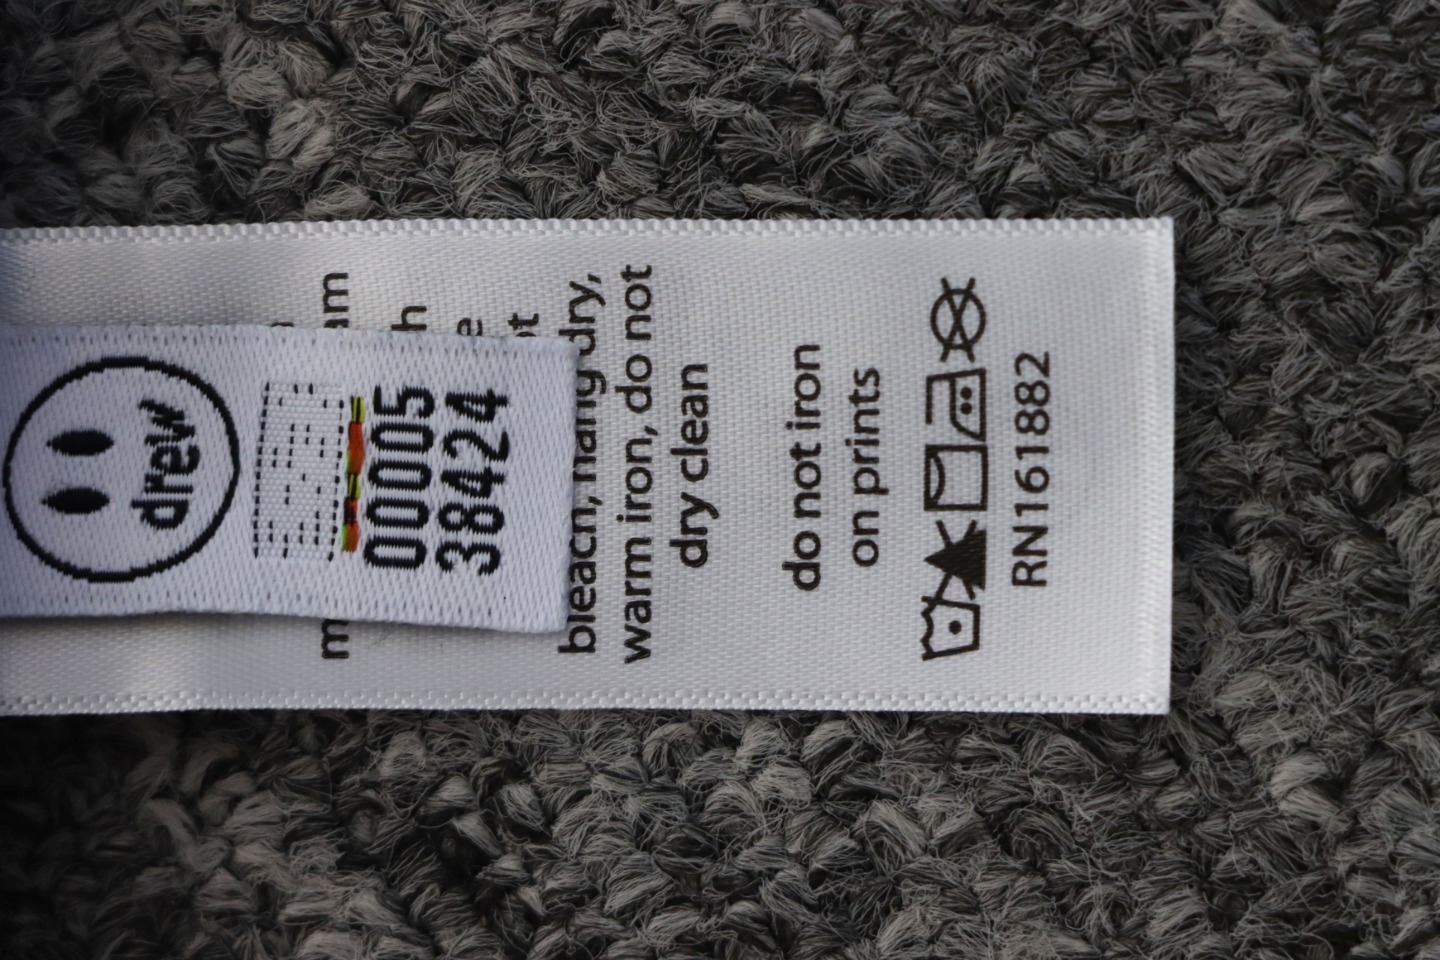 drew
00005
38424
bleach, hang dry,
warm iron, do not
dry clean
do not iron
on prints
RN161882